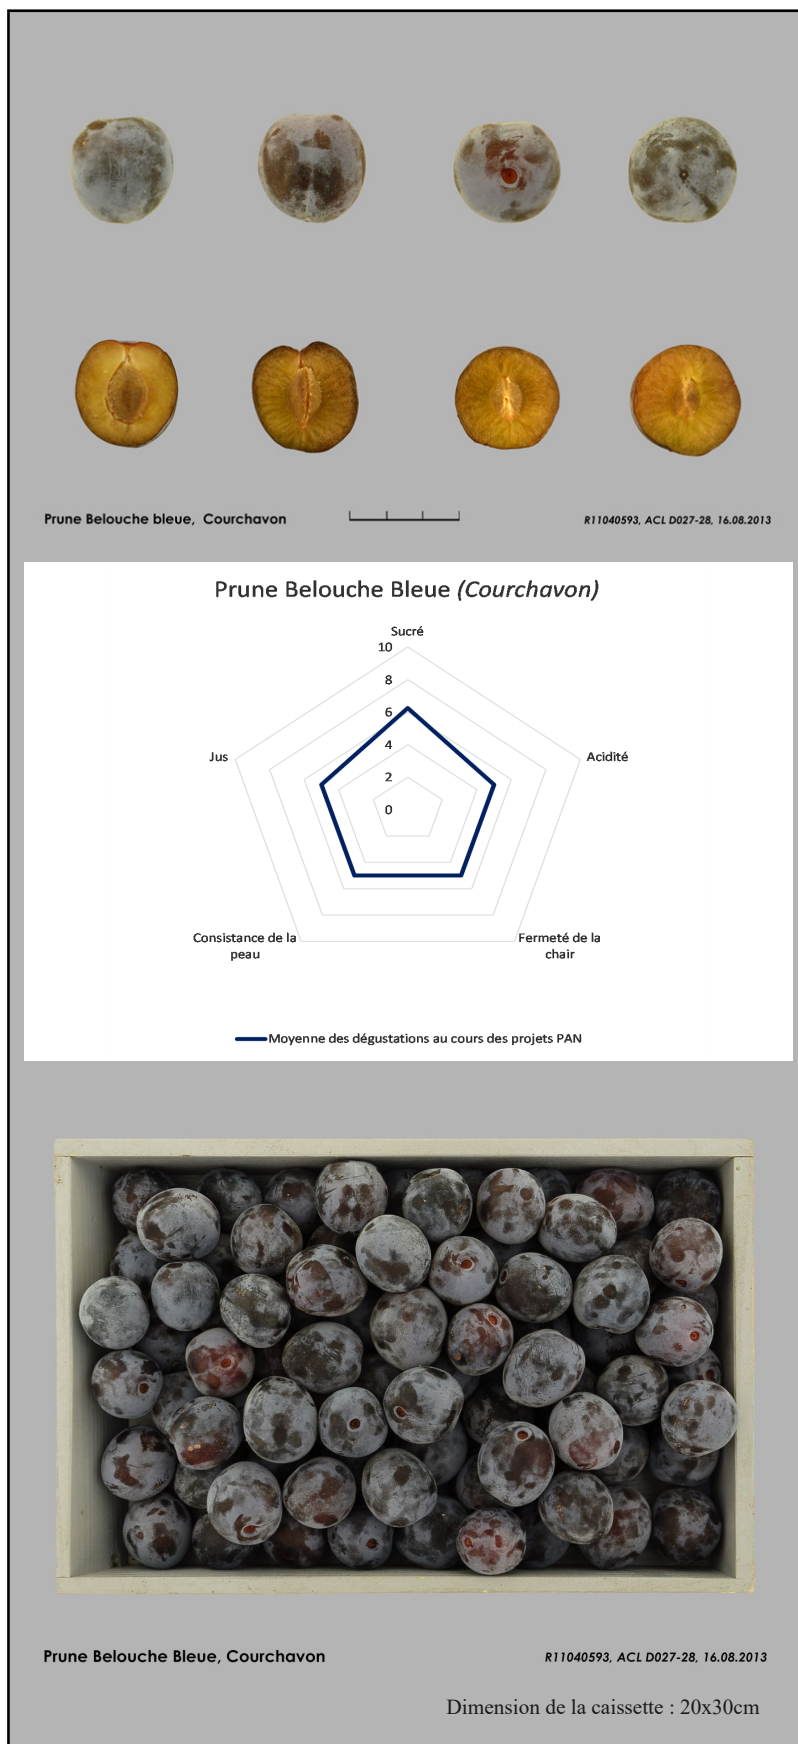 Prune Belouche bleue, Courchavon
R11040593, ACL D027-28, 16.08.2013
Prune Belouche Bleue (Courchavon)
Sucré
10
8
6
4
2
0
Jus
Acidité
Consistance de la
peau
Fermeté de la
chair
Moyenne des dégustations au cours des projets PAN
Prune Belouche Bleue, Courchavon
R11040593, ACL D027-28, 16.08.2013
Dimension de la caissette : 20x30cm